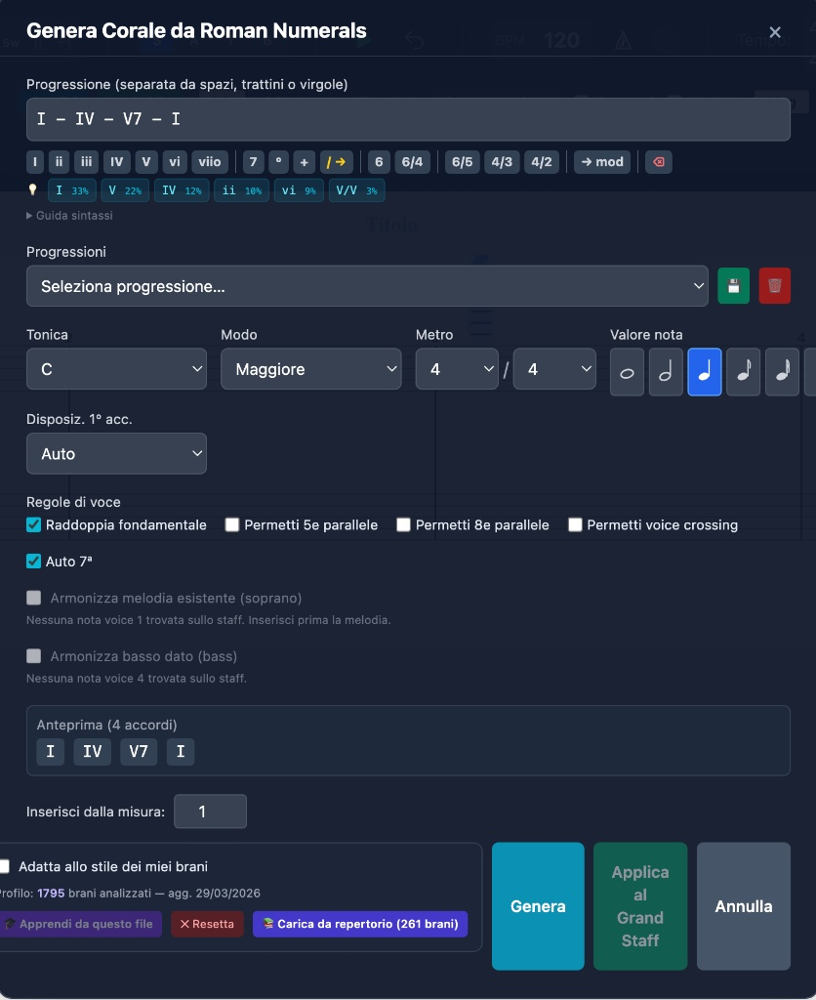 Genera Corale da Roman Numerals
BPM 120
Progressione (separata da spazi, trattini o virgole)
I – IV – V7 – I
I ii iii IV V vi viio 7 ° + / → 6 6/4 6/5 4/3 4/2 → mod
I 33% V 22% IV 12% ii 10% vi 9% V/V 3%
Guida sintassi
Titolo
Progressioni
Seleziona progressione...
Tonica Modo Metro Valore nota
C Maggiore 4 / 4
Disposiz. 1° acc.
Auto
Regole di voce
Raddoppia fondamentale Permetti 5e parallele Permetti 8e parallele Permetti voice crossing
Auto 7ª
Armonizza melodia esistente (soprano)
Nessuna nota voice 1 trovata sullo staff. Inserisci prima la melodia.
Armonizza basso dato (bass)
Nessuna nota voice 4 trovata sullo staff.
Anteprima (4 accordi)
I IV V7 I
Inserisci dalla misura: 1
Adatta allo stile dei miei brani
rofilo: 1795 brani analizzati — agg. 29/03/2026
Apprendi da questo file ✕ Resetta Carica da repertorio (261 brani)
Genera
Applica
al
Grand
Staff
Annulla